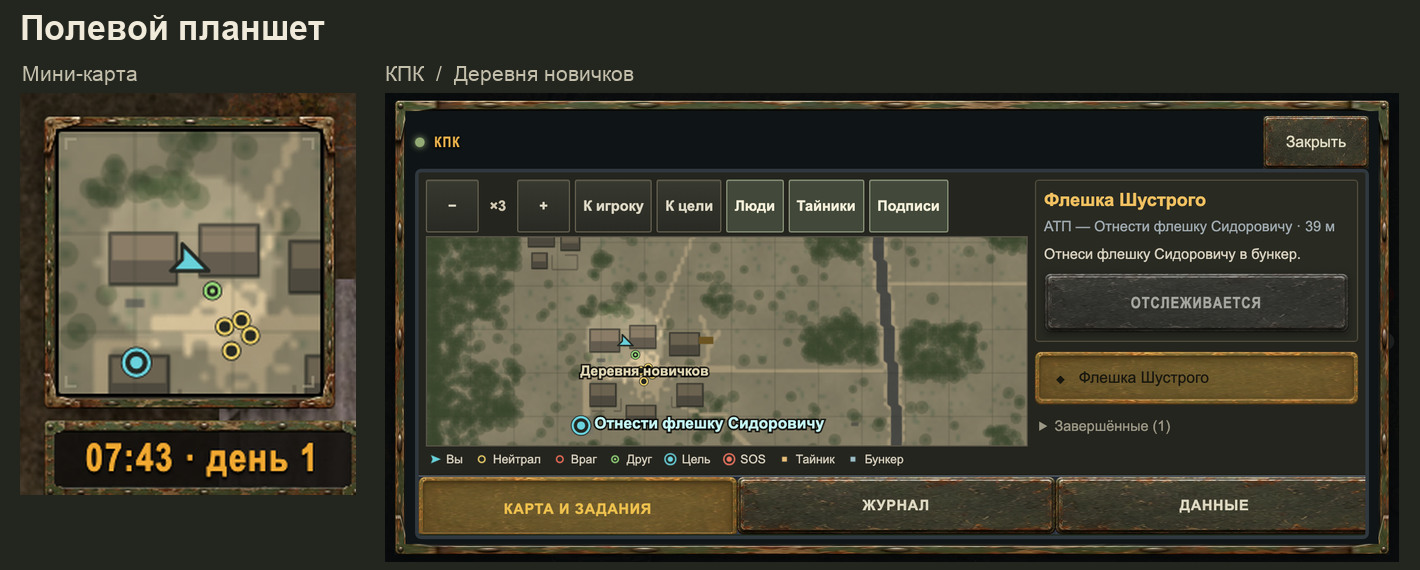 Полевой планшет
Мини-карта
КПК / Деревня новичков
07:43 · день 1
КПК
Закрыть
− ×3 + К игроку К цели Люди Тайники Подписи
Деревня новичков
Отнести флешку Сидоровичу
Вы Нейтрал Враг Друг Цель SOS Тайник Бункер
Флешка Шустрого
АТП — Отнести флешку Сидоровичу · 39 м
Отнеси флешку Сидоровичу в бункер.
ОТСЛЕЖИВАЕТСЯ
◆ Флешка Шустрого
▶ Завершённые (1)
КАРТА И ЗАДАНИЯ ЖУРНАЛ ДАННЫЕ